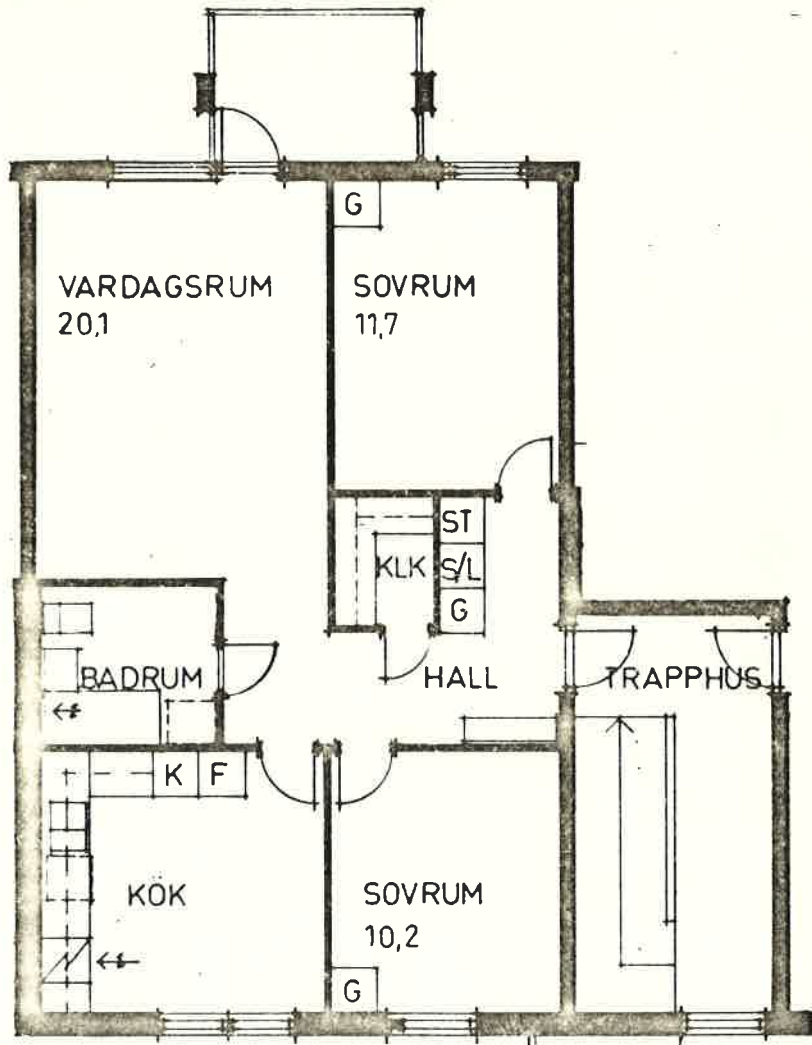 G
VARDAGSRUM
20,1
SOVRUM
11,7
ST
KLK
S/L
G
BADRUM
HALL
TRAPPHUS
K
F
KÖK
SOVRUM
10,2
G